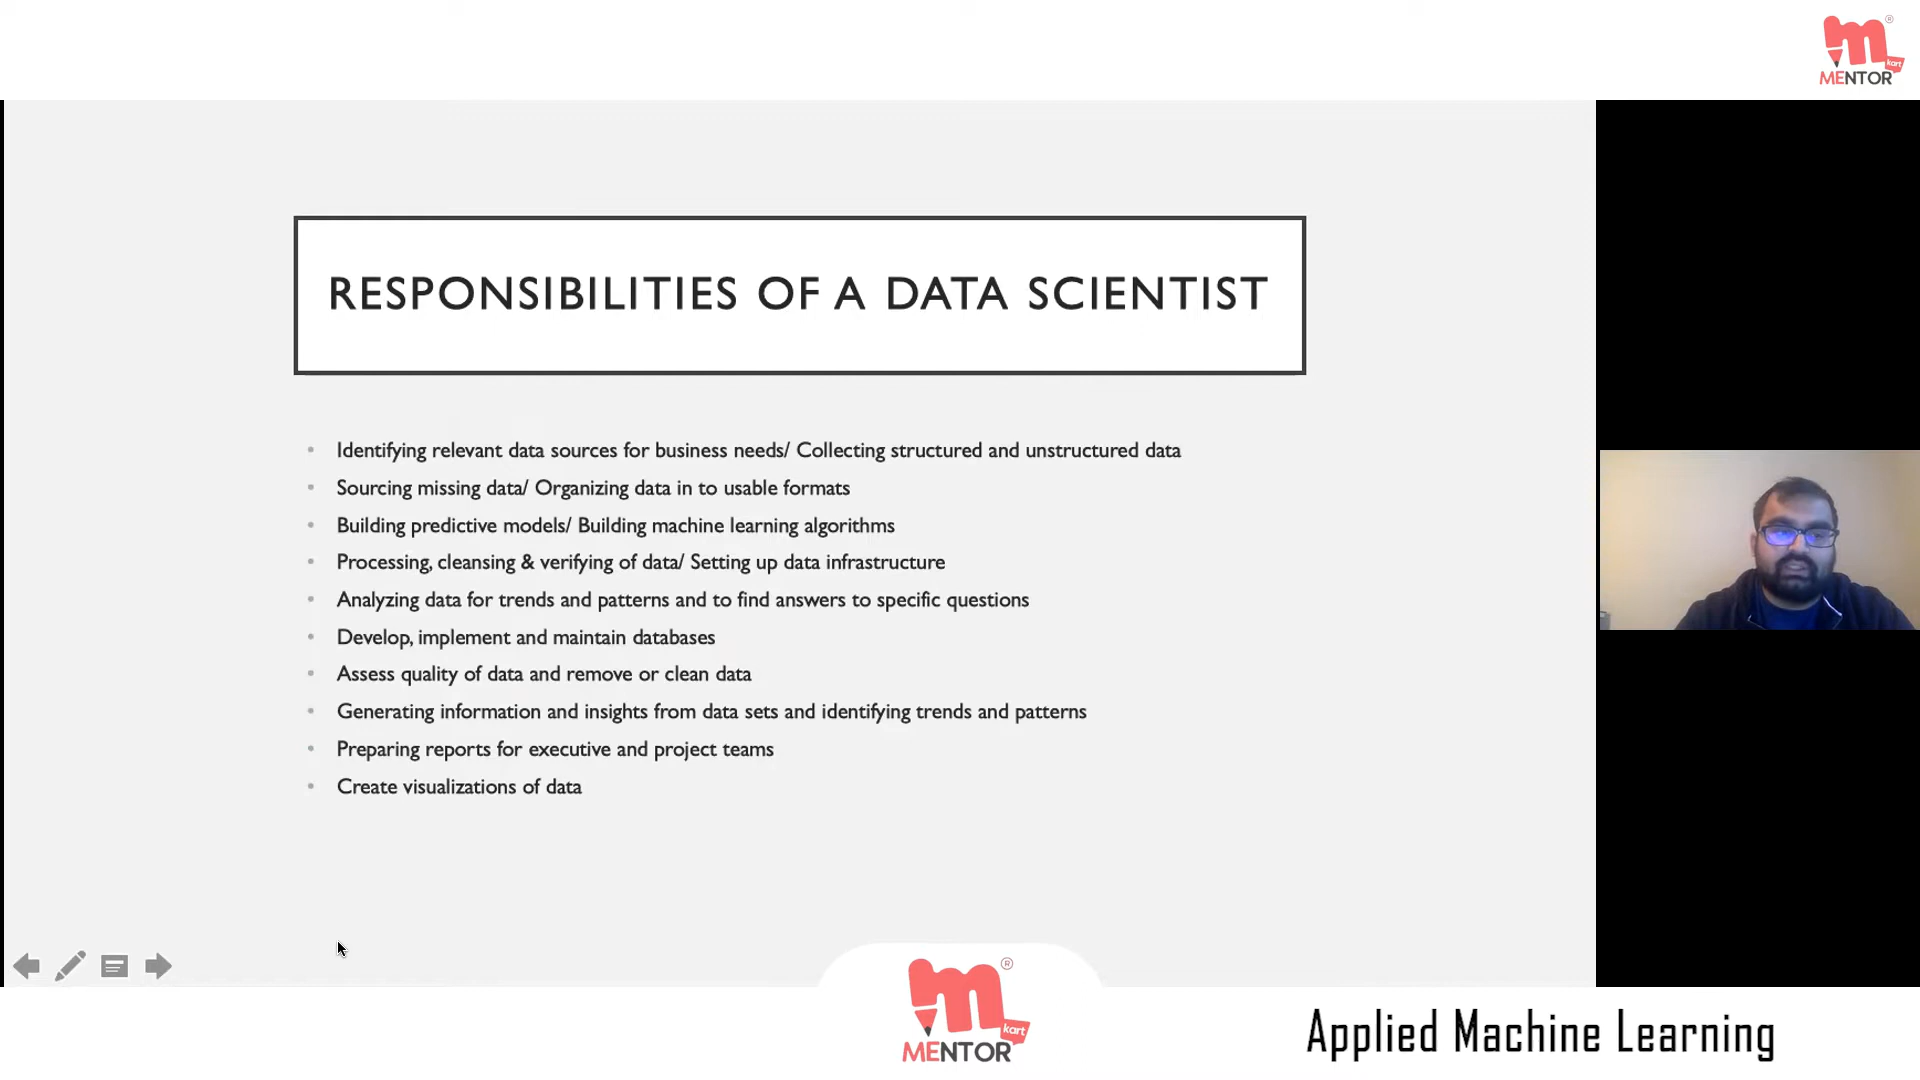 m
®
kart
MENTOR
RESPONSIBILITIES OF A DATA SCIENTIST
• Identifying relevant data sources for business needs/ Collecting structured and unstructured data
• Sourcing missing data/ Organizing data in to usable formats
• Building predictive models/ Building machine learning algorithms
• Processing, cleansing & verifying of data/ Setting up data infrastructure
• Analyzing data for trends and patterns and to find answers to specific questions
• Develop, implement and maintain databases
• Assess quality of data and remove or clean data
• Generating information and insights from data sets and identifying trends and patterns
• Preparing reports for executive and project teams
• Create visualizations of data
m
®
kart
MENTOR
Applied Machine Learning